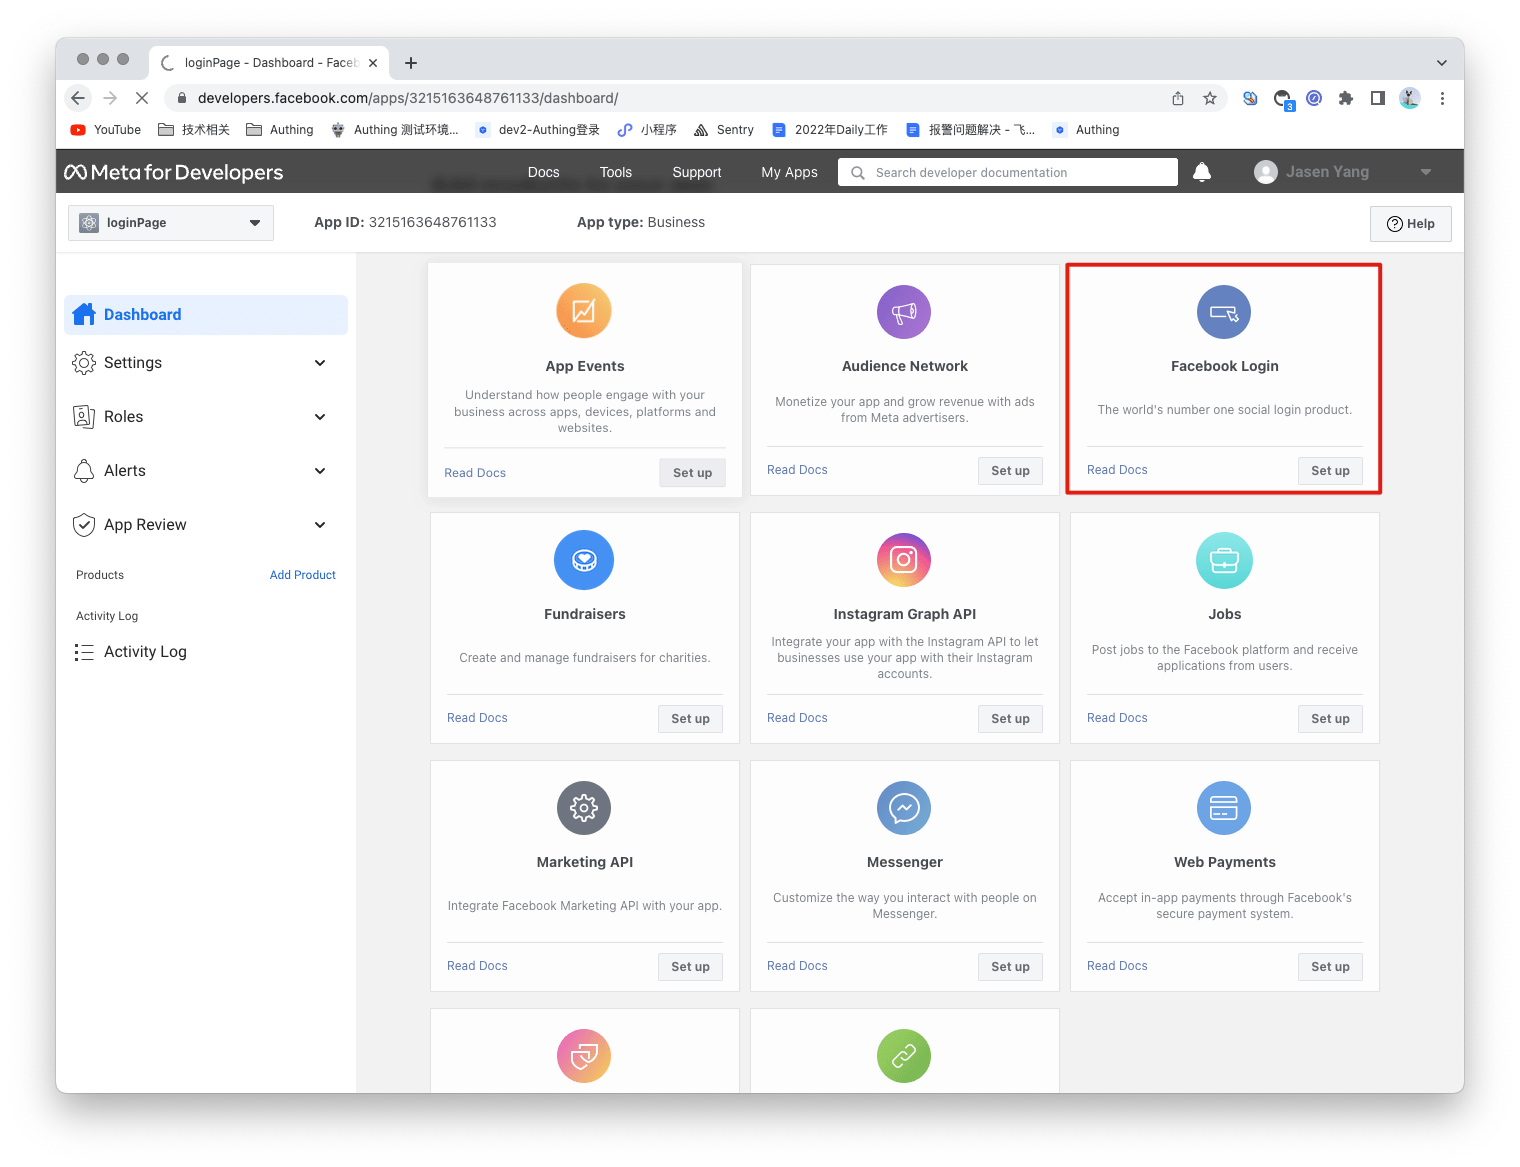 loginPage - Dashboard - Faceb
developers.facebook.com/apps/3215163648761133/dashboard/
3
YouTube 技术相关 Authing Authing 测试环境... dev2-Authing登录 小程序 Sentry 2022年Daily工作 报警问题解决 - 飞... Authing
Meta for Developers Docs Tools Support My Apps Search developer documentation Jasen Yang
loginPage App ID: 3215163648761133 App type: Business Help
Dashboard
Settings
Roles
Alerts
App Review
Products Add Product
Activity Log
Activity Log
App Events
Understand how people engage with your
business across apps, devices, platforms and
websites.
Read Docs Set up
Audience Network
Monetize your app and grow revenue with ads
from Meta advertisers.
Read Docs Set up
Facebook Login
The world's number one social login product.
Read Docs Set up
Fundraisers
Create and manage fundraisers for charities.
Read Docs Set up
Instagram Graph API
Integrate your app with the Instagram API to let
businesses use your app with their Instagram
accounts.
Read Docs Set up
Jobs
Post jobs to the Facebook platform and receive
applications from users.
Read Docs Set up
Marketing API
Integrate Facebook Marketing API with your app.
Read Docs Set up
Messenger
Customize the way you interact with people on
Messenger.
Read Docs Set up
Web Payments
Accept in-app payments through Facebook's
secure payment system.
Read Docs Set up